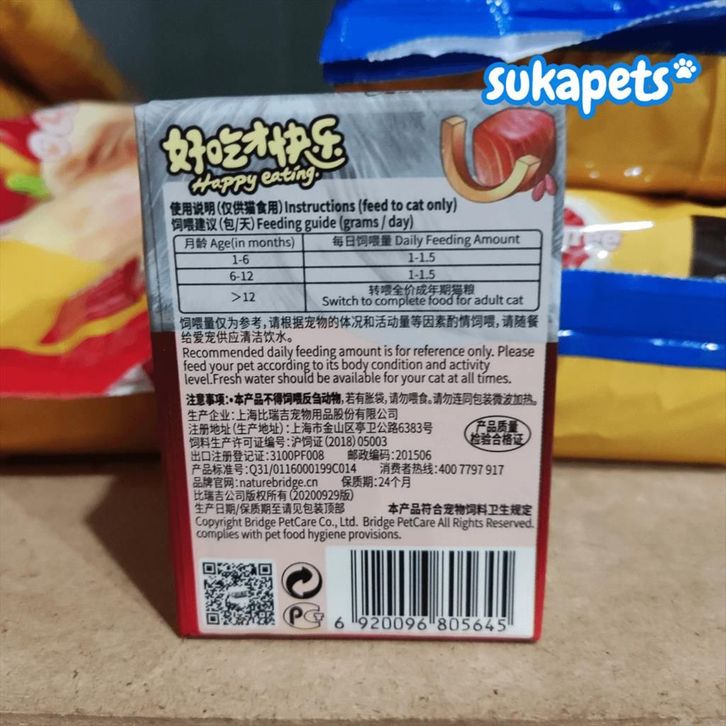 sukapets
好吃才快乐
Happy eating.
使用说明(仅供猫食用) Instructions (feed to cat only)
饲喂建议(包/天) Feeding guide (grams / day)
月龄 Age(in months) 每日饲喂量 Daily Feeding Amount
1-6 1-1.5
6-12 1-1.5
＞12 转喂全价成年期猫粮 Switch to complete food for adult cat
饲喂量仅为参考,请根据宠物的体况和活动量等因素酌情饲喂,请随餐
给爱宠供应清洁饮水。
Recommended daily feeding amount is for reference only. Please
feed your pet according to its body condition and activity
level.Fresh water should be available for your cat at all times.
注意事项:•本产品不得饲喂反刍动物,若有胀袋,请勿喂食。请勿连同包装微波加热。
生产企业:上海比瑞吉宠物用品股份有限公司
注册地址(生产地址):上海市金山区亭卫公路6383号
饲料生产许可证编号:沪饲证(2018)05003
出口注册登记证:3100PF008 邮政编码:201506
产品标准号:Q31/0116000199C014 消费者热线:400 7797 917
品牌官网:naturebridge.cn 保质期:24个月
比瑞吉公司版权所有(20200929版)
生产日期/保质期至请见包装顶部 本产品符合宠物饲料卫生规定
产品质量
检验合格证
Copyright Bridge PetCare Co., Ltd. Bridge PetCare All Rights Reserved.
complies with pet food hygiene provisions.
6 920096 805645